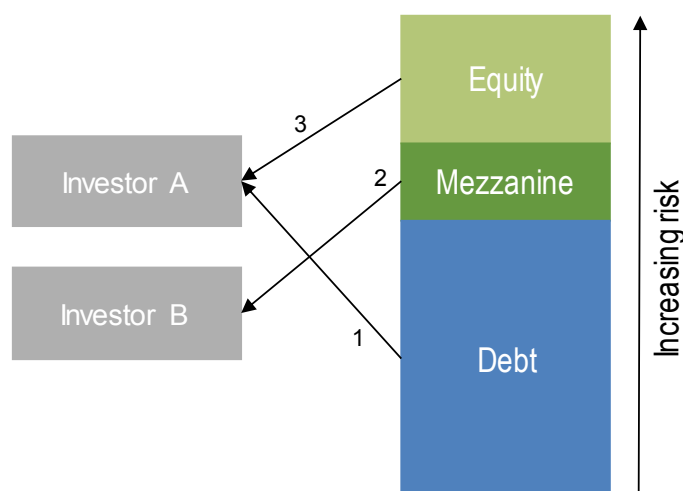 Equity
3
Investor A
2
Mezzanine
Investor B
1
Debt
Increasing risk